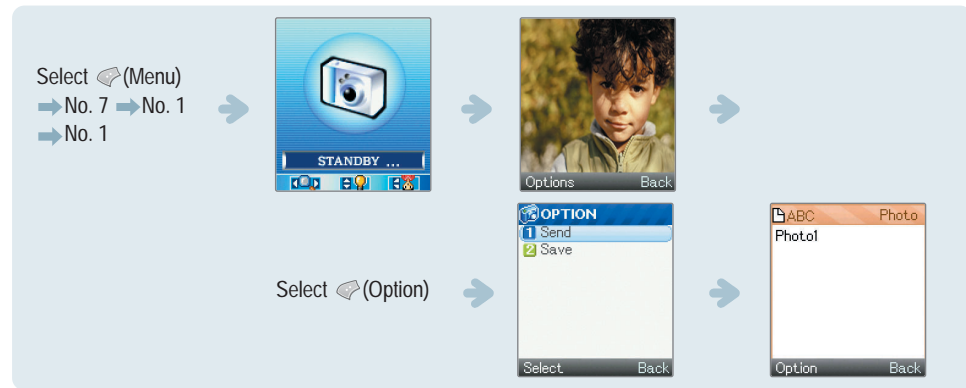 Select (Menu)
No. 7 No. 1
No. 1
STANDBY ...
Options Back
Select (Option)
OPTION
1 Send
2 Save
Select Back
ABC Photo
Photo1
Option Back